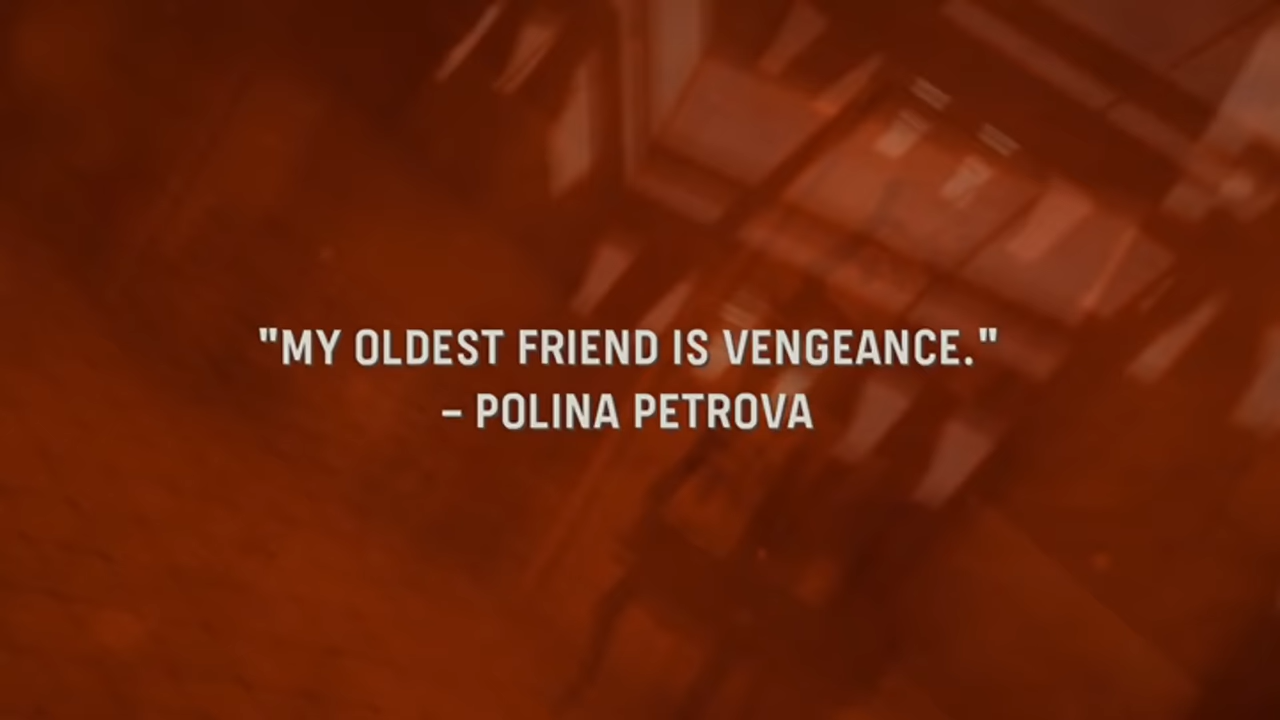 "MY OLDEST FRIEND IS VENGEANCE."
– POLINA PETROVA